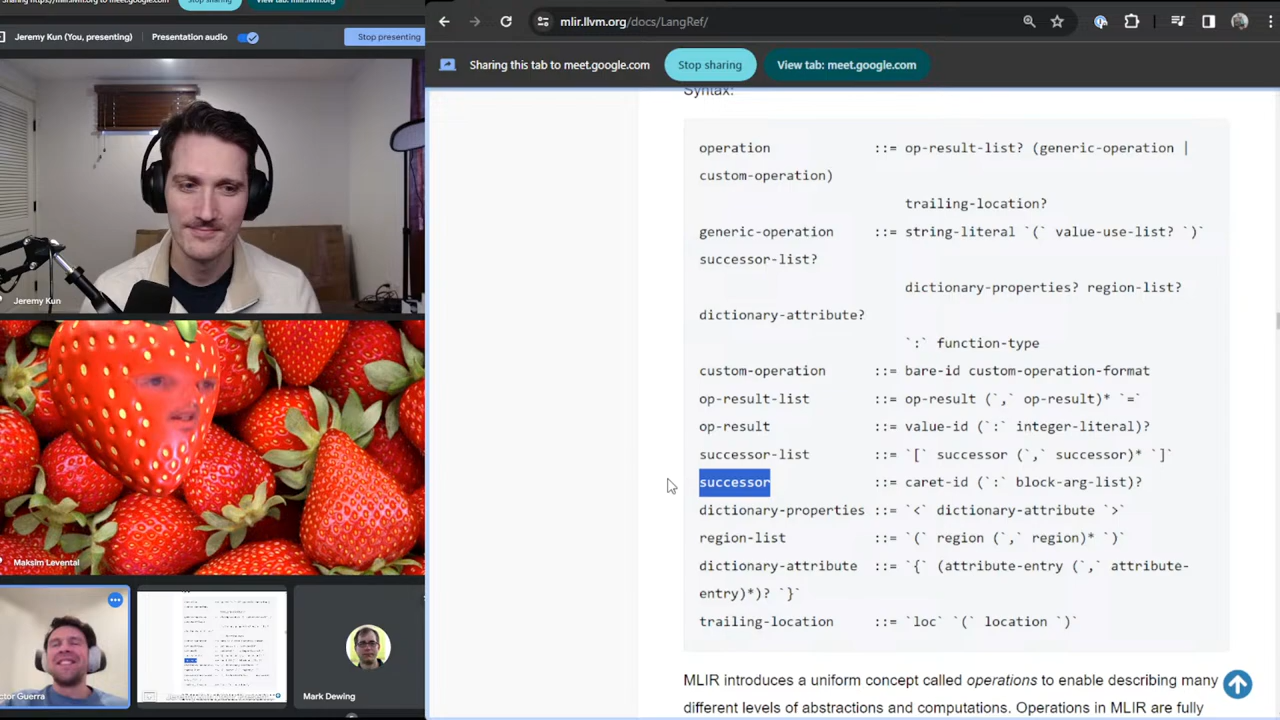 Stop sharing
Jeremy Kun (You, presenting)
Presentation audio
Stop presenting
Jeremy Kun
Maksim Levental
ctor Guerra
Mark Dewing
mlir.llvm.org/docs/LangRef/
Sharing this tab to meet.google.com
Stop sharing
View tab: meet.google.com
Syntax:
operation ::= op-result-list? (generic-operation |
custom-operation)
trailing-location?
generic-operation ::= string-literal `(` value-use-list? `)`
successor-list?
dictionary-properties? region-list?
dictionary-attribute?
`:` function-type
custom-operation ::= bare-id custom-operation-format
op-result-list ::= op-result (`,` op-result)* `=`
op-result ::= value-id (`:` integer-literal)?
successor-list ::= `[` successor (`,` successor)* `]`
successor ::= caret-id (`:` block-arg-list)?
dictionary-properties ::= `<` dictionary-attribute `>`
region-list ::= `(` region (`,` region)* `)`
dictionary-attribute ::= `{` (attribute-entry (`,` attribute-
entry)*)? `}`
trailing-location ::= `loc` `(` location `)`
MLIR introduces a uniform concept called operations to enable describing many
different levels of abstractions and computations. Operations in MLIR are fully